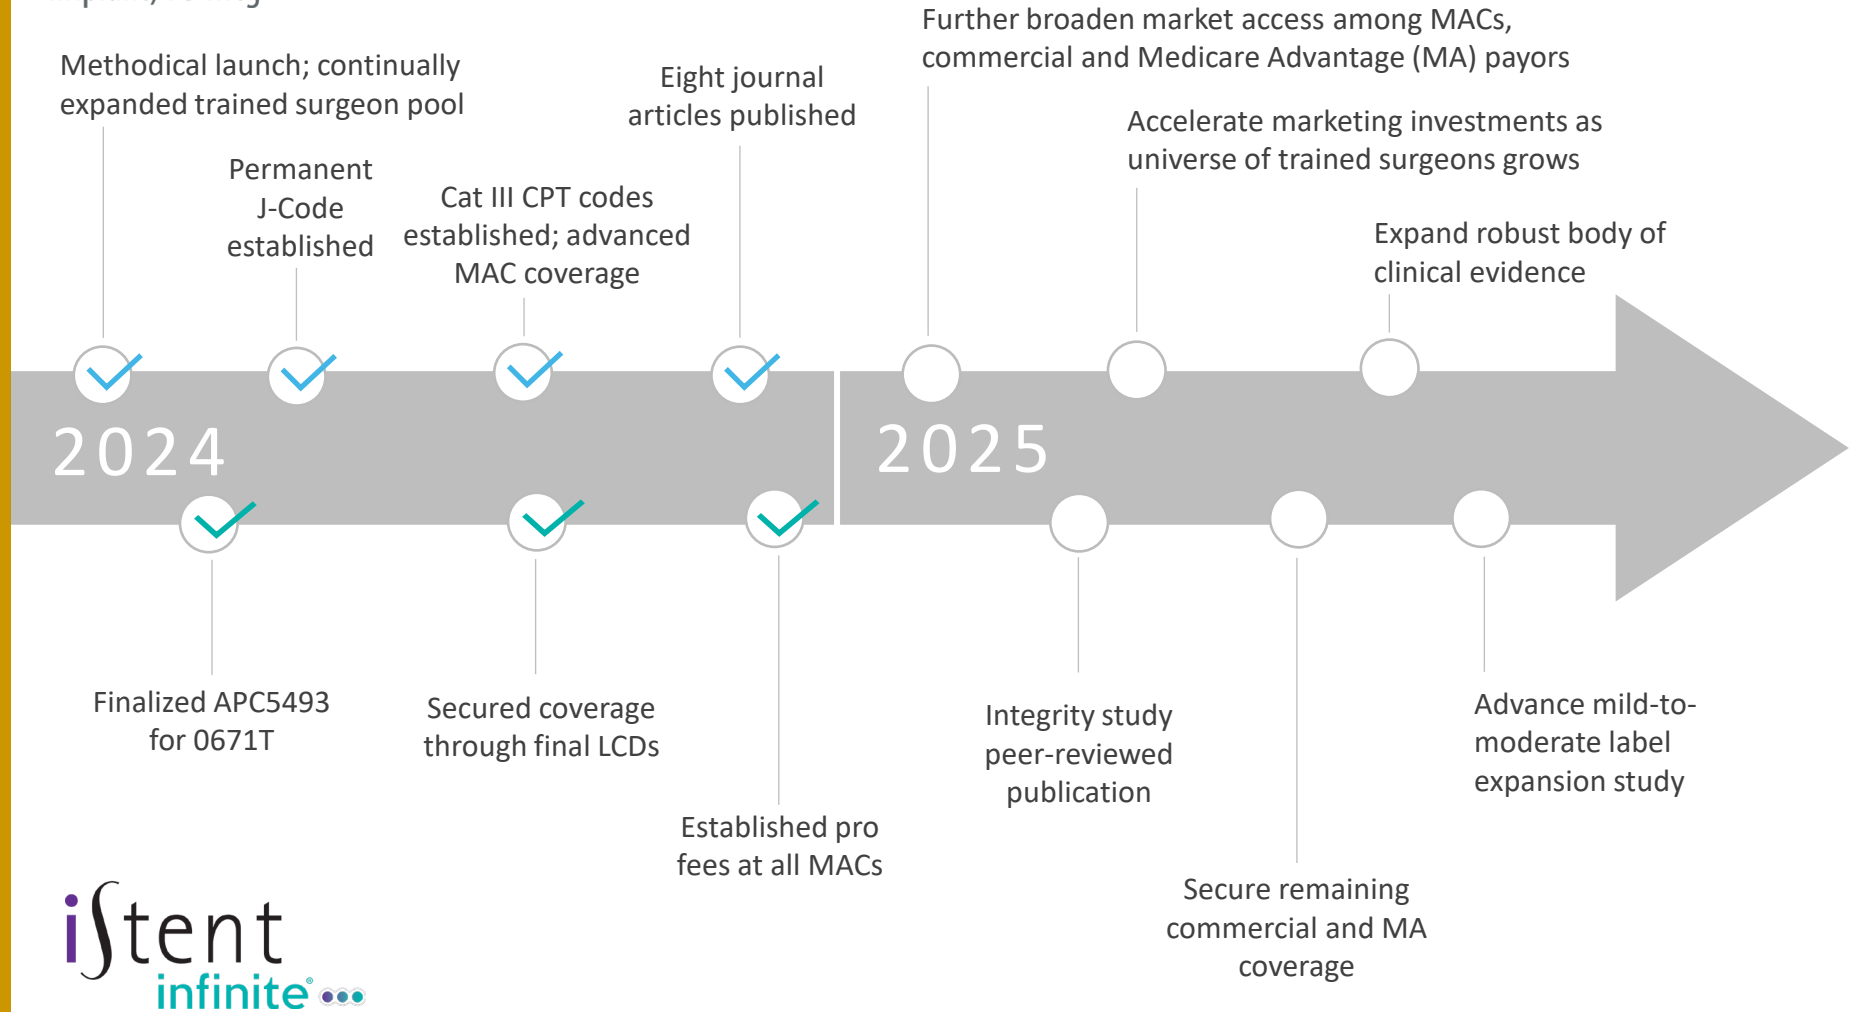 Further broaden market access among MACs,
commercial and Medicare Advantage (MA) payors
Methodical launch; continually
expanded trained surgeon pool
Eight journal
articles published
Accelerate marketing investments as
universe of trained surgeons grows
Permanent
J-Code
established
Cat III CPT codes
established; advanced
MAC coverage
Expand robust body of
clinical evidence
2024
2025
Finalized APC5493
for 0671T
Secured coverage
through final LCDs
Established pro
fees at all MACs
Integrity study
peer-reviewed
publication
Secure remaining
commercial and MA
coverage
Advance mild-to-
moderate label
expansion study
iStent
infinite®